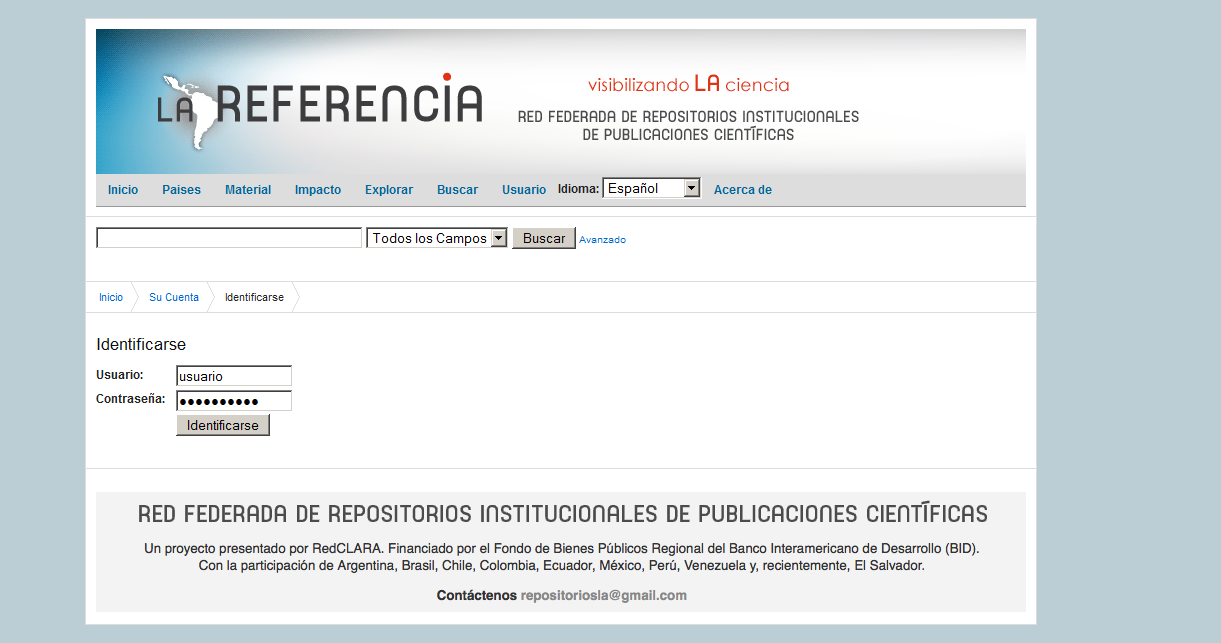 LA REFERENCIA
visibilizando LA ciencia
RED FEDERADA DE REPOSITORIOS INSTITUCIONALES
DE PUBLICACIONES CIENTÍFICAS
Inicio Paises Material Impacto Explorar Buscar Usuario Idioma: Español Acerca de
Todos los Campos Buscar Avanzado
Inicio Su Cuenta Identificarse
Identificarse
Usuario: usuario
Contraseña: ●●●●●●●●●●
Identificarse
RED FEDERADA DE REPOSITORIOS INSTITUCIONALES DE PUBLICACIONES CIENTÍFICAS
Un proyecto presentado por RedCLARA. Financiado por el Fondo de Bienes Públicos Regional del Banco Interamericano de Desarrollo (BID).
Con la participación de Argentina, Brasil, Chile, Colombia, Ecuador, México, Perú, Venezuela y, recientemente, El Salvador.
Contáctenos repositoriosla@gmail.com